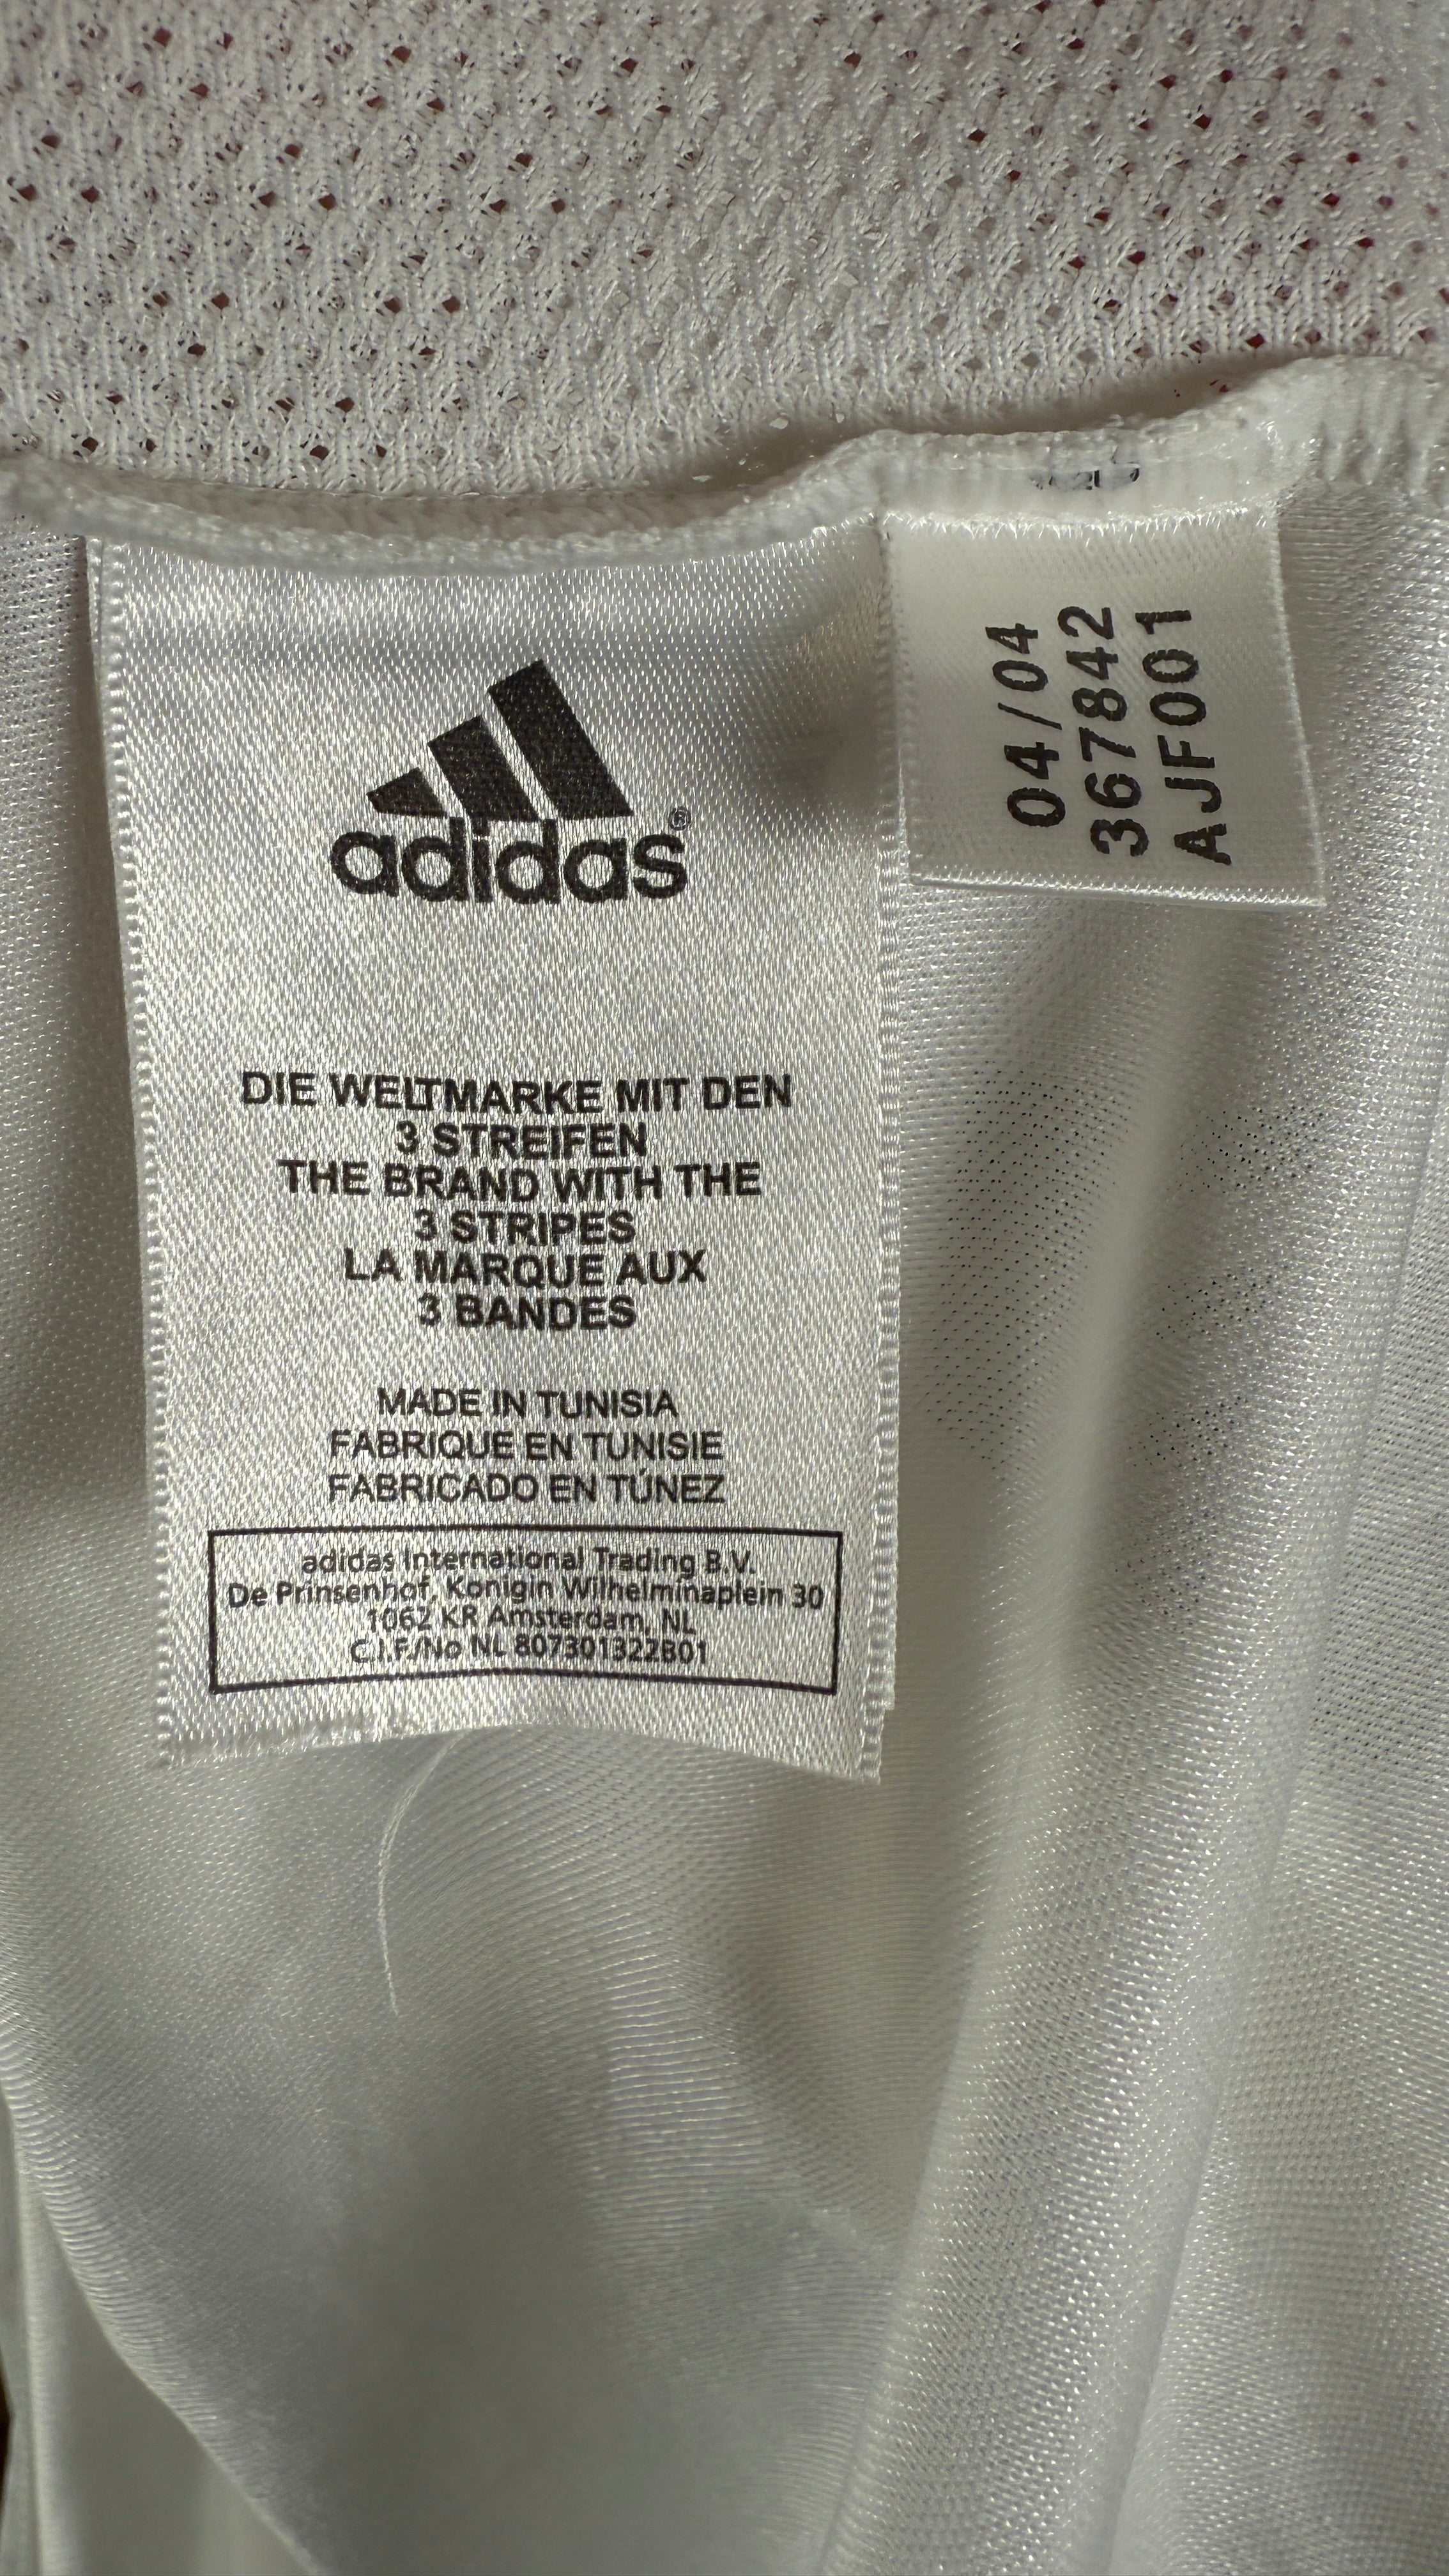 adidas®
DIE WELTMARKE MIT DEN
3 STREIFEN
THE BRAND WITH THE
3 STRIPES
LA MARQUE AUX
3 BANDES
MADE IN TUNISIA
FABRIQUE EN TUNISIE
FABRICADO EN TÚNEZ
adidas International Trading B.V.
De Prinsenhof, Konigin Wilhelminaplein 30
1062 KR Amsterdam, NL
C.I.F./No NL 807301322B01
04/04
367842
AJF001